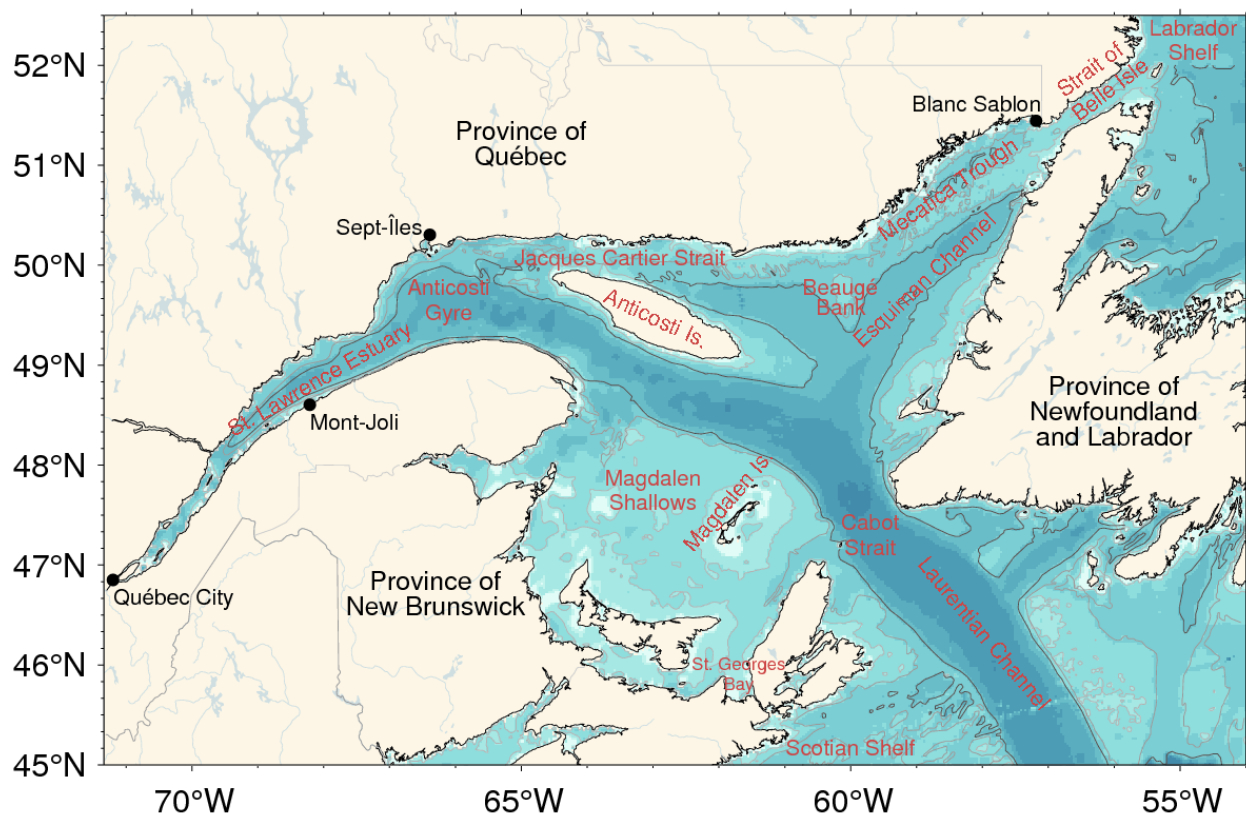 52°N
51°N
50°N
49°N
48°N
47°N
46°N
45°N
70°W
65°W
60°W
55°W
Labrador
Shelf
Strait of
Belle Isle
Blanc Sablon
Province of
Québec
Mecatica Trough
Sept-Îles
Jacques Cartier Strait
Anticosti
Gyre
Anticosti Is.
Beaugé
Bank
Esquiman Channel
St. Lawrence Estuary
Mont-Joli
Province of
Newfoundland
and Labrador
Magdalen
Shallows
Magdalen Is.
Cabot
Strait
Québec City
Province of
New Brunswick
Laurentian Channel
St. Georges
Bay
Scotian Shelf